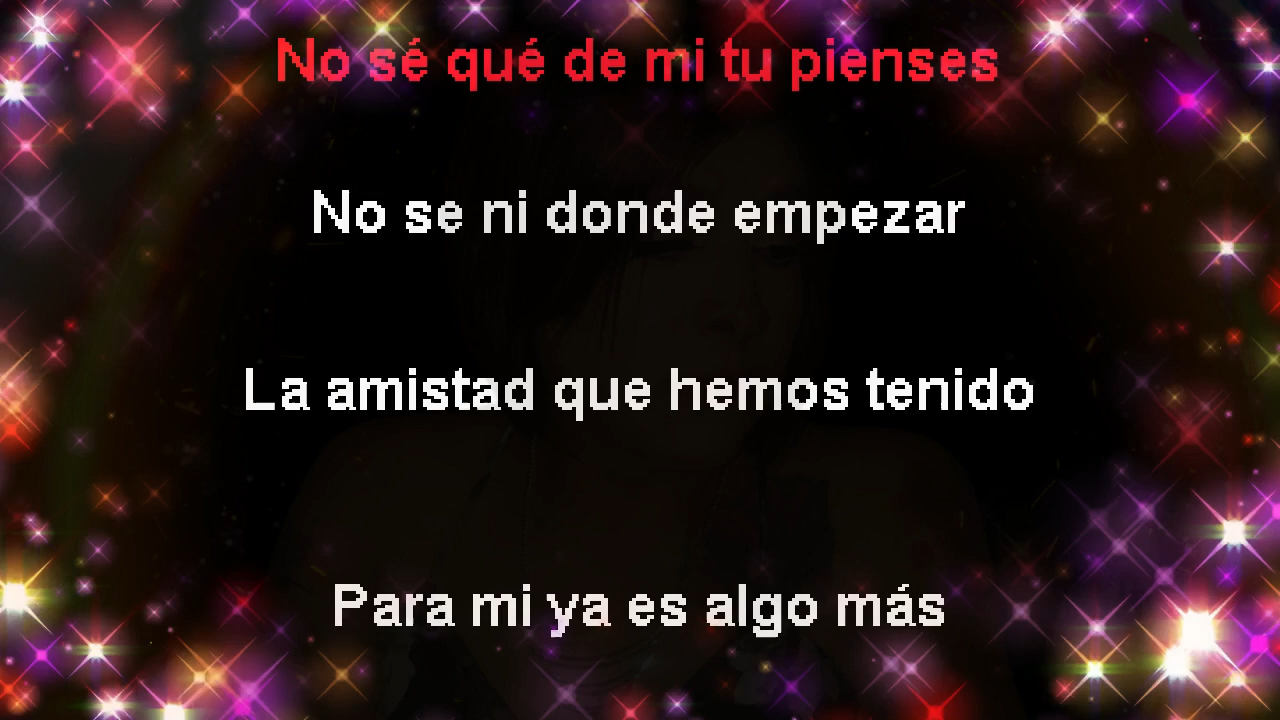 No sé qué de mi tu pienses
No se ni donde empezar
La amistad que hemos tenido
Para mi ya es algo más